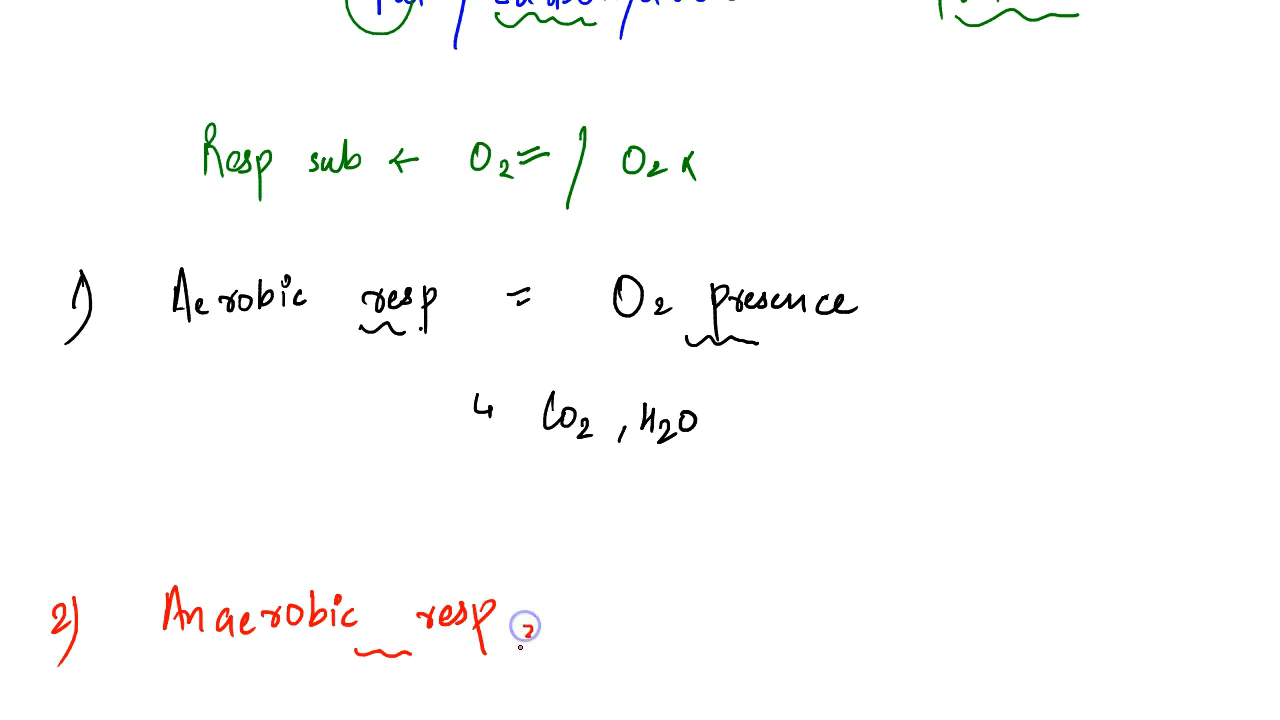 Resp sub ← O₂ = / O₂ x
1) Aerobic resp = O₂ presence
↳ CO₂, H₂O
2) Anaerobic resp